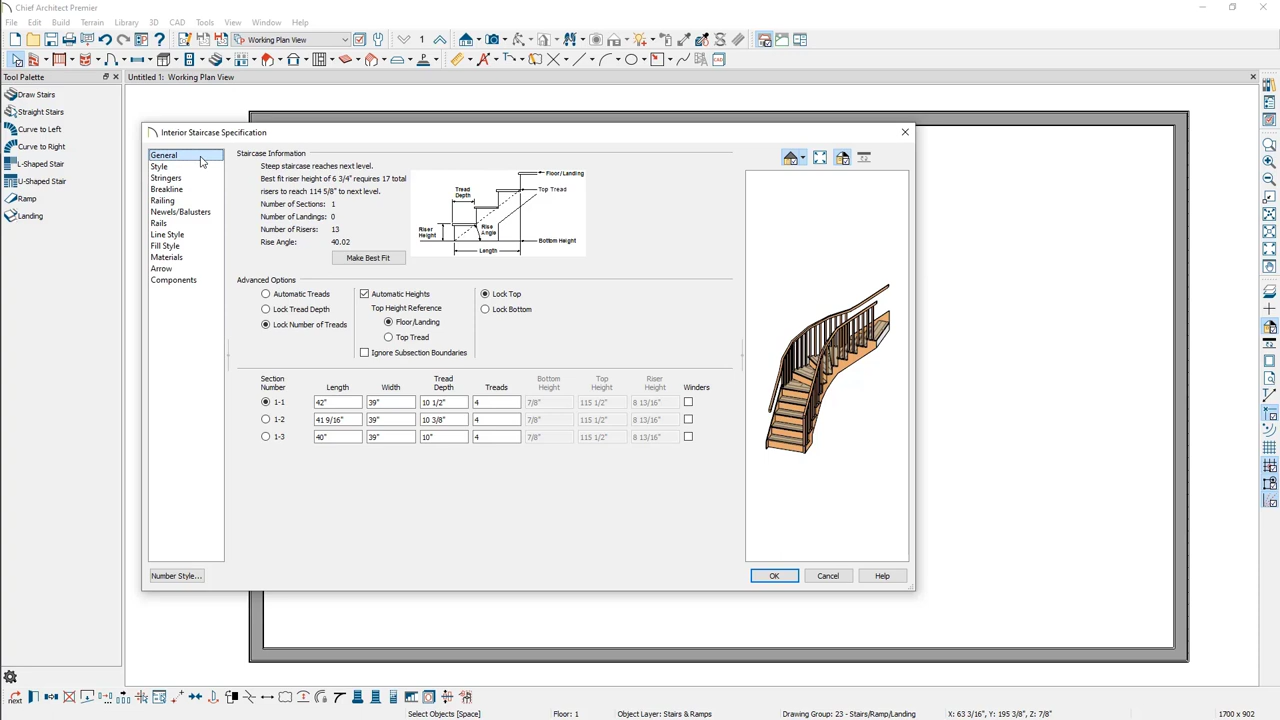 Chief Architect Premier
File Edit Build Terrain Library 3D CAD Tools View Window Help
Working Plan View 1
Tool Palette
Untitled 1: Working Plan View
Draw Stairs
Straight Stairs
Curve to Left
Curve to Right
L-Shaped Stair
U-Shaped Stair
Ramp
Landing
Interior Staircase Specification
General
Style
Stringers
Breakline
Railing
Newels/Balusters
Rails
Line Style
Fill Style
Materials
Arrow
Components
Number Style...
Staircase Information
Steep staircase reaches next level.
Best fit riser height of 6 3/4" requires 17 total
risers to reach 114 5/8" to next level.
Number of Sections: 1
Number of Landings: 0
Number of Risers: 13
Rise Angle: 40.02
Make Best Fit
Floor/Landing
Tread Depth
Top Tread
Riser Height
Rise Angle
Bottom Height
Length
Advanced Options
Automatic Treads
Lock Tread Depth
Lock Number of Treads
Automatic Heights
Top Height Reference
Floor/Landing
Top Tread
Ignore Subsection Boundaries
Lock Top
Lock Bottom
Section Number Length Width Tread Depth Treads Bottom Height Top Height Riser Height Winders
1-1 42" 39" 10 1/2" 4 7/8" 115 1/2" 8 13/16"
1-2 41 9/16" 39" 10 3/8" 4 7/8" 115 1/2" 8 13/16"
1-3 40" 39" 10" 4 7/8" 115 1/2" 8 13/16"
OK Cancel Help
next
Select Objects [Space] Floor: 1 Object Layer: Stairs & Ramps Drawing Group: 23 - Stairs/Ramp/Landing X: 63 3/16", Y: 195 3/8", Z: 7/8" 1700 x 902